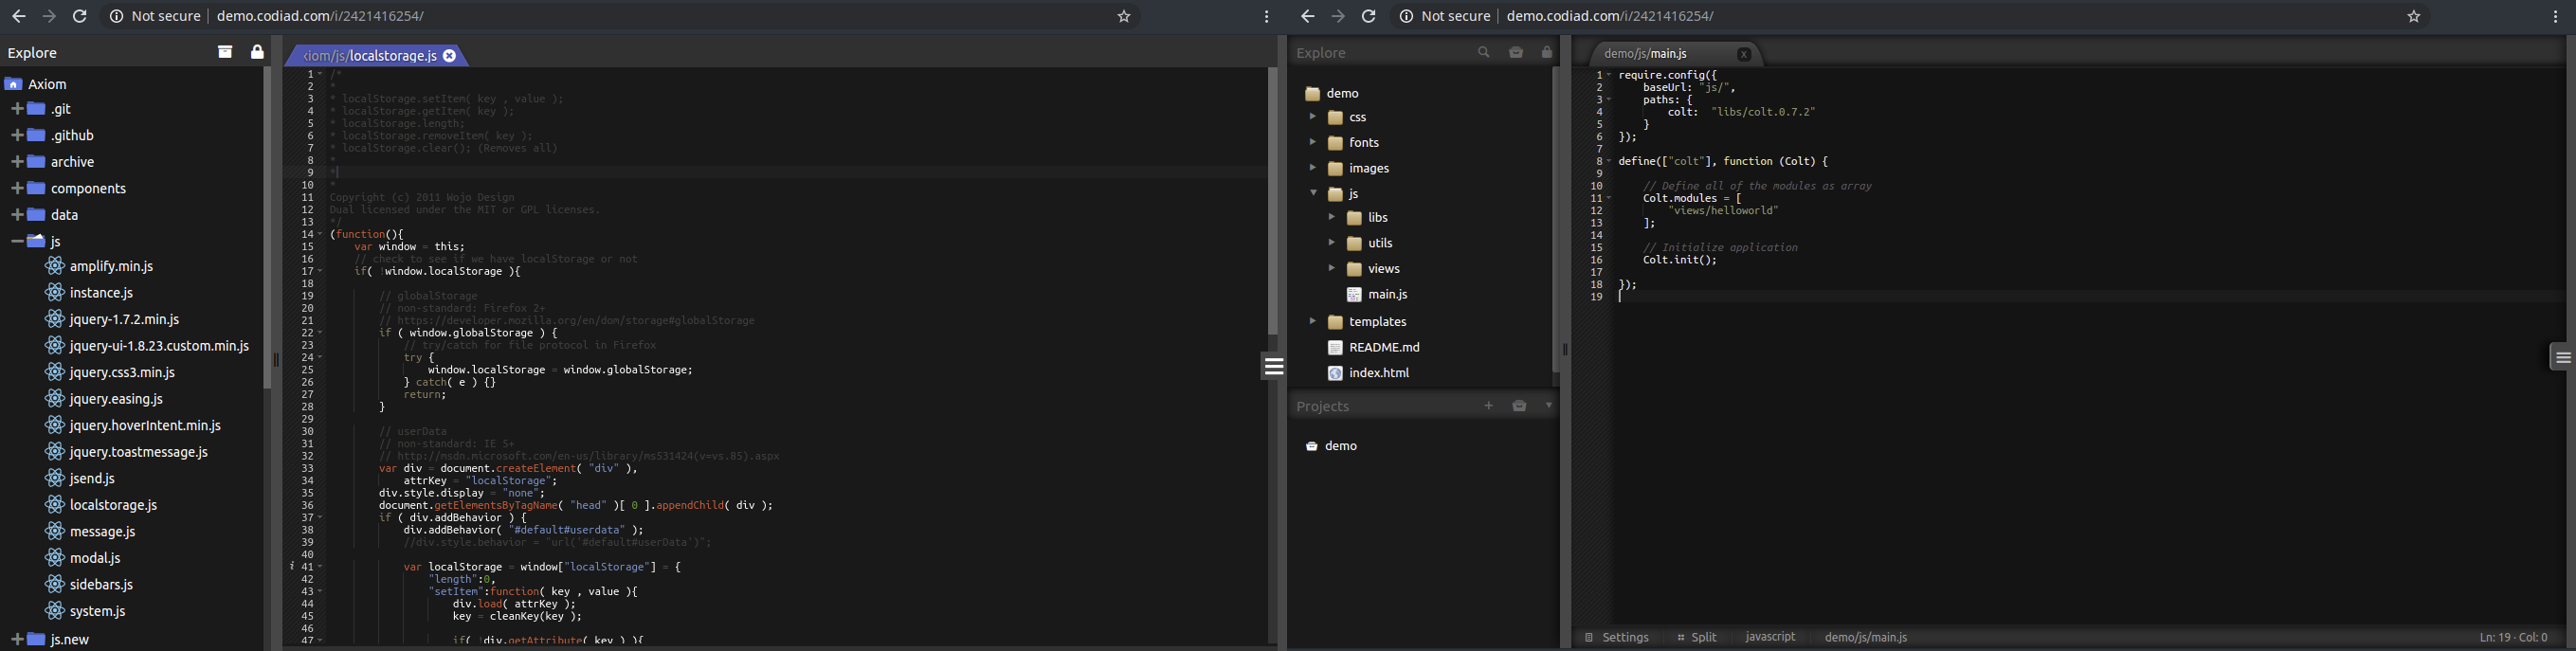 Not secure | demo.codiad.com/i/2421416254/
Explore
Axiom
.git
.github
archive
components
data
js
amplify.min.js
instance.js
jquery-1.7.2.min.js
jquery-ui-1.8.23.custom.min.js
jquery.css3.min.js
jquery.easing.js
jquery.hoverIntent.min.js
jquery.toastmessage.js
jsend.js
localstorage.js
message.js
modal.js
sidebars.js
system.js
js.new
iom/js/localstorage.js
1 /*
2 *
3 * localStorage.setItem( key , value );
4 * localStorage.getItem( key );
5 * localStorage.length;
6 * localStorage.removeItem( key );
7 * localStorage.clear(); (Removes all)
8 *
9 *
10 *
11 Copyright (c) 2011 Wojo Design
12 Dual licensed under the MIT or GPL licenses.
13 */
14 (function(){
15 var window = this;
16 // check to see if we have localStorage or not
17 if( !window.localStorage ){
18
19 // globalStorage
20 // non-standard: Firefox 2+
21 // https://developer.mozilla.org/en/dom/storage#globalStorage
22 if ( window.globalStorage ) {
23 // try/catch for file protocol in Firefox
24 try {
25 window.localStorage = window.globalStorage;
26 } catch( e ) {}
27 return;
28 }
29
30 // userData
31 // non-standard: IE 5+
32 // http://msdn.microsoft.com/en-us/library/ms531424(v=vs.85).aspx
33 var div = document.createElement( "div" ),
34 attrKey = "localStorage";
35 div.style.display = "none";
36 document.getElementsByTagName( "head" )[ 0 ].appendChild( div );
37 if ( div.addBehavior ) {
38 div.addBehavior( "#default#userdata" );
39 //div.style.behavior = "url('#default#userData')";
40
41 var localStorage = window["localStorage"] = {
42 "length":0,
43 "setItem":function( key , value ){
44 div.load( attrKey );
45 key = cleanKey(key );
46
47 if( !div.getAttribute( key ) ){
Not secure | demo.codiad.com/i/2421416254/
Explore
demo
css
fonts
images
js
libs
utils
views
main.js
templates
README.md
index.html
Projects
demo
demo/js/main.js
1 require.config({
2 baseUrl: "js/",
3 paths: {
4 colt: "libs/colt.0.7.2"
5 }
6 });
7
8 define(["colt"], function (Colt) {
9
10 // Define all of the modules as array
11 Colt.modules = [
12 "views/helloworld"
13 ];
14
15 // Initialize application
16 Colt.init();
17
18 });
19
Settings Split javascript demo/js/main.js Ln: 19 · Col: 0